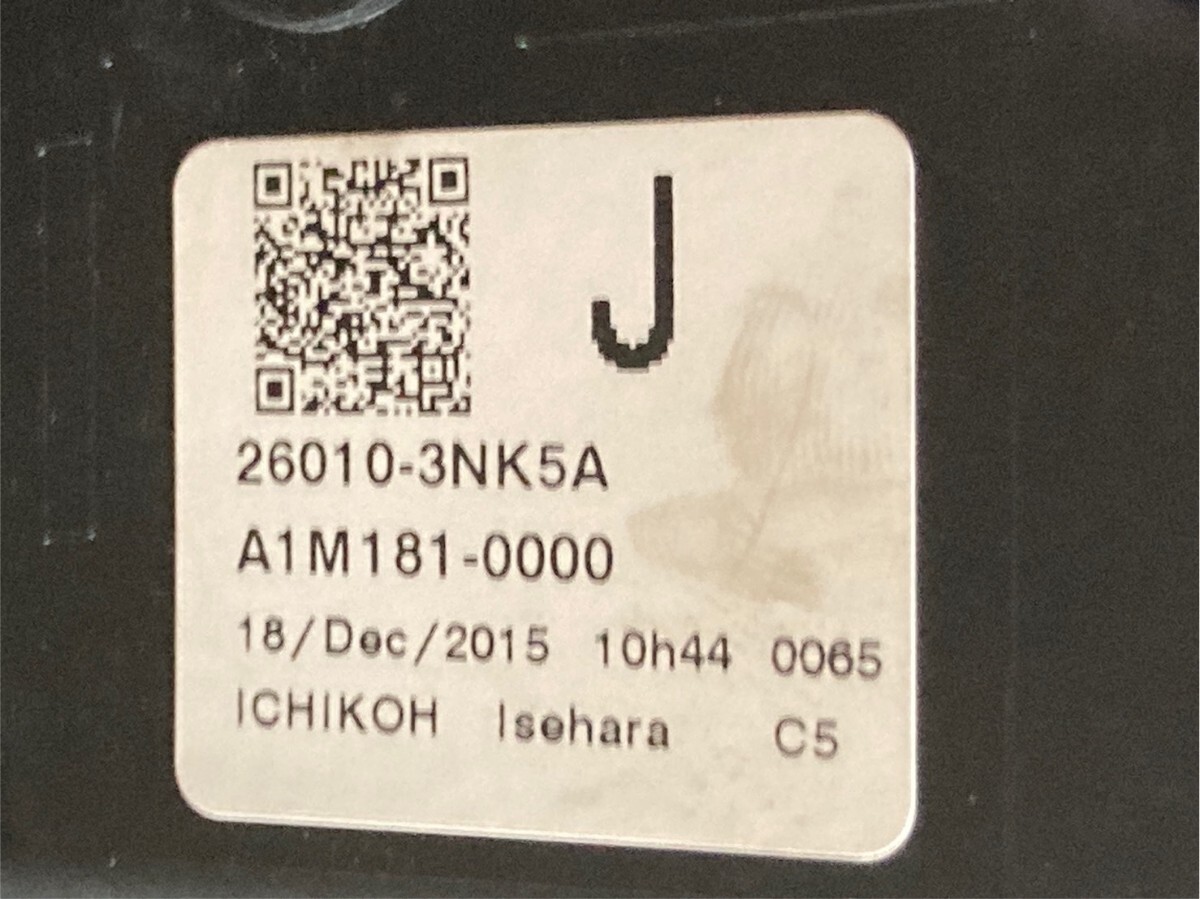 J
26010-3NK5A
A1M181-0000
18/Dec/2015 10h44 0065
ICHIKOH Isehara C5